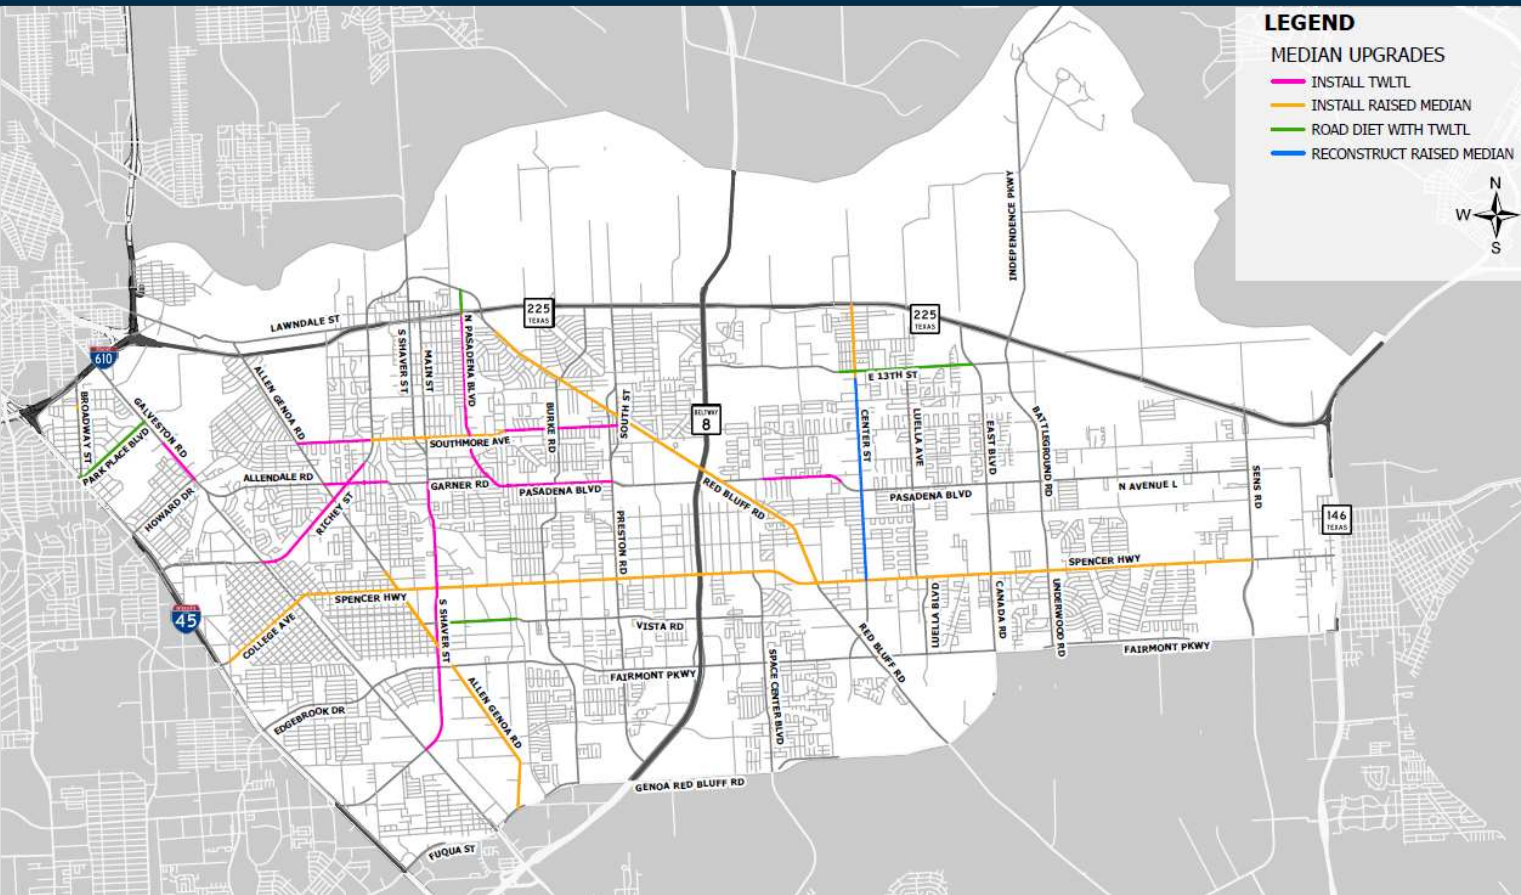 LEGEND
MEDIAN UPGRADES
INSTALL TWLTL
INSTALL RAISED MEDIAN
ROAD DIET WITH TWLTL
RECONSTRUCT RAISED MEDIAN
N
W
S
INDEPENDENCE PKWY
225
TEXAS
225
TEXAS
LAWNDALE ST
610
S SHAVER ST
MAIN ST
N PASADENA BLVD
ALLEN GENOA RD
E 13TH ST
BROADWAY ST
GALVESTON RD
PARK PLACE BLVD
BURKE RD
SOUTH ST
BELTWAY
8
CENTER ST
LUELLA AVE
EAST BLVD
BATTLEGROUND RD
SOUTHMORE AVE
ALLENDALE RD
GARNER RD
PASADENA BLVD
RED BLUFF RD
PASADENA BLVD
N AVENUE L
SENS RD
HOWARD DR
RICHEY ST
PRESTON RD
146
TEXAS
SPENCER HWY
SPENCER HWY
45
COLLEGE AVE
S SHAVER ST
VISTA RD
LUELLA BLVD
CANADA RD
UNDERWOOD RD
RED BLUFF RD
FAIRMONT PKWY
FAIRMONT PKWY
SPACE CENTER BLVD
ALLEN GENOA RD
EDGEBROOK DR
GENOA RED BLUFF RD
FUQUA ST